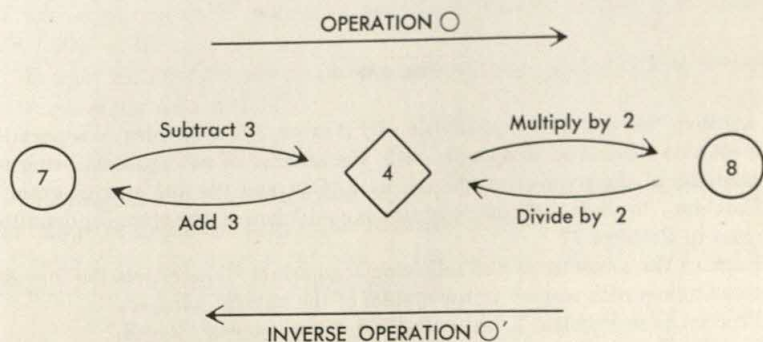 OPERATION ○
Subtract 3
Multiply by 2
7
4
8
Add 3
Divide by 2
INVERSE OPERATION ○′